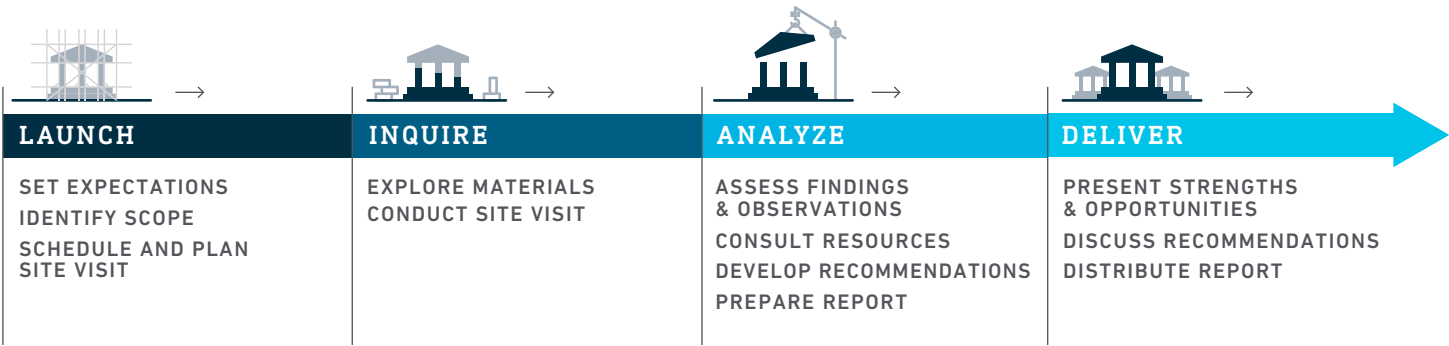 LAUNCH
SET EXPECTATIONS
IDENTIFY SCOPE
SCHEDULE AND PLAN
SITE VISIT
INQUIRE
EXPLORE MATERIALS
CONDUCT SITE VISIT
ANALYZE
ASSESS FINDINGS
& OBSERVATIONS
CONSULT RESOURCES
DEVELOP RECOMMENDATIONS
PREPARE REPORT
DELIVER
PRESENT STRENGTHS
& OPPORTUNITIES
DISCUSS RECOMMENDATIONS
DISTRIBUTE REPORT